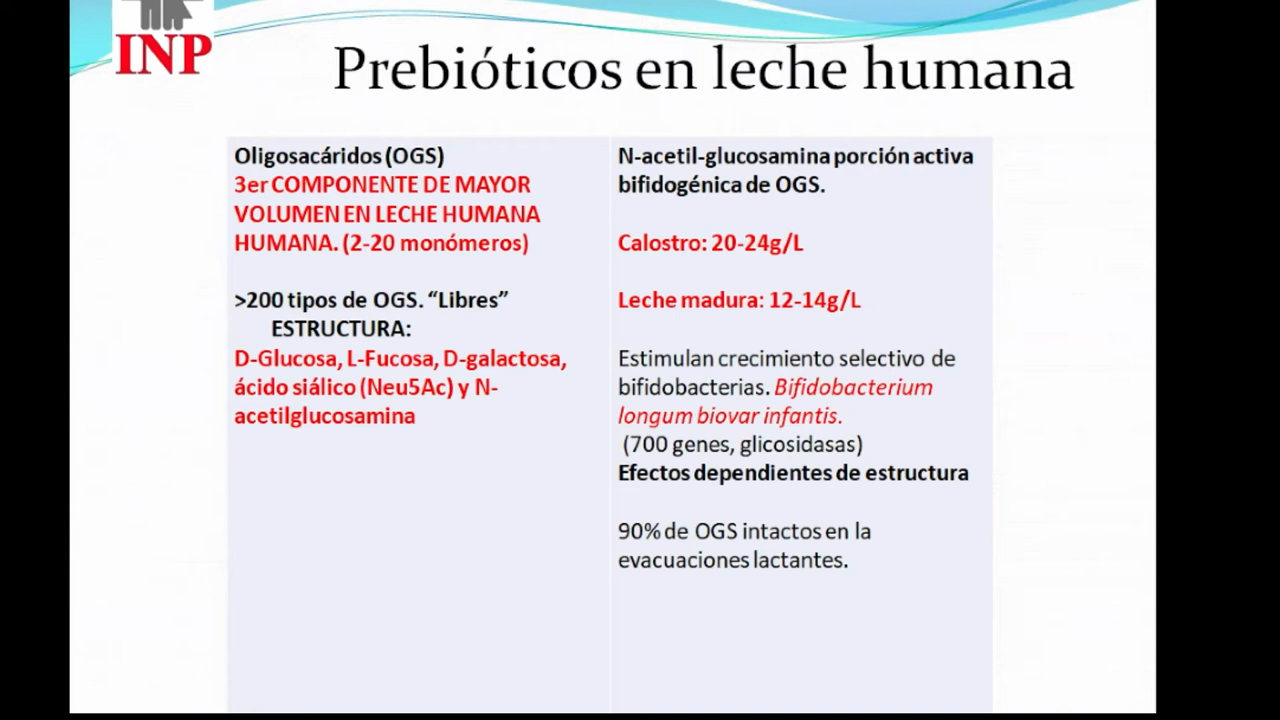 INP
Prebióticos en leche humana
Oligosacáridos (OGS)
3er COMPONENTE DE MAYOR
VOLUMEN EN LECHE HUMANA
HUMANA. (2-20 monómeros)
>200 tipos de OGS. “Libres”
ESTRUCTURA:
D-Glucosa, L-Fucosa, D-galactosa,
ácido siálico (Neu5Ac) y N-
acetilglucosamina
N-acetil-glucosamina porción activa
bifidogénica de OGS.
Calostro: 20-24g/L
Leche madura: 12-14g/L
Estimulan crecimiento selectivo de
bifidobacterias. Bifidobacterium
longum biovar infantis.
(700 genes, glicosidasas)
Efectos dependientes de estructura
90% de OGS intactos en la
evacuaciones lactantes.